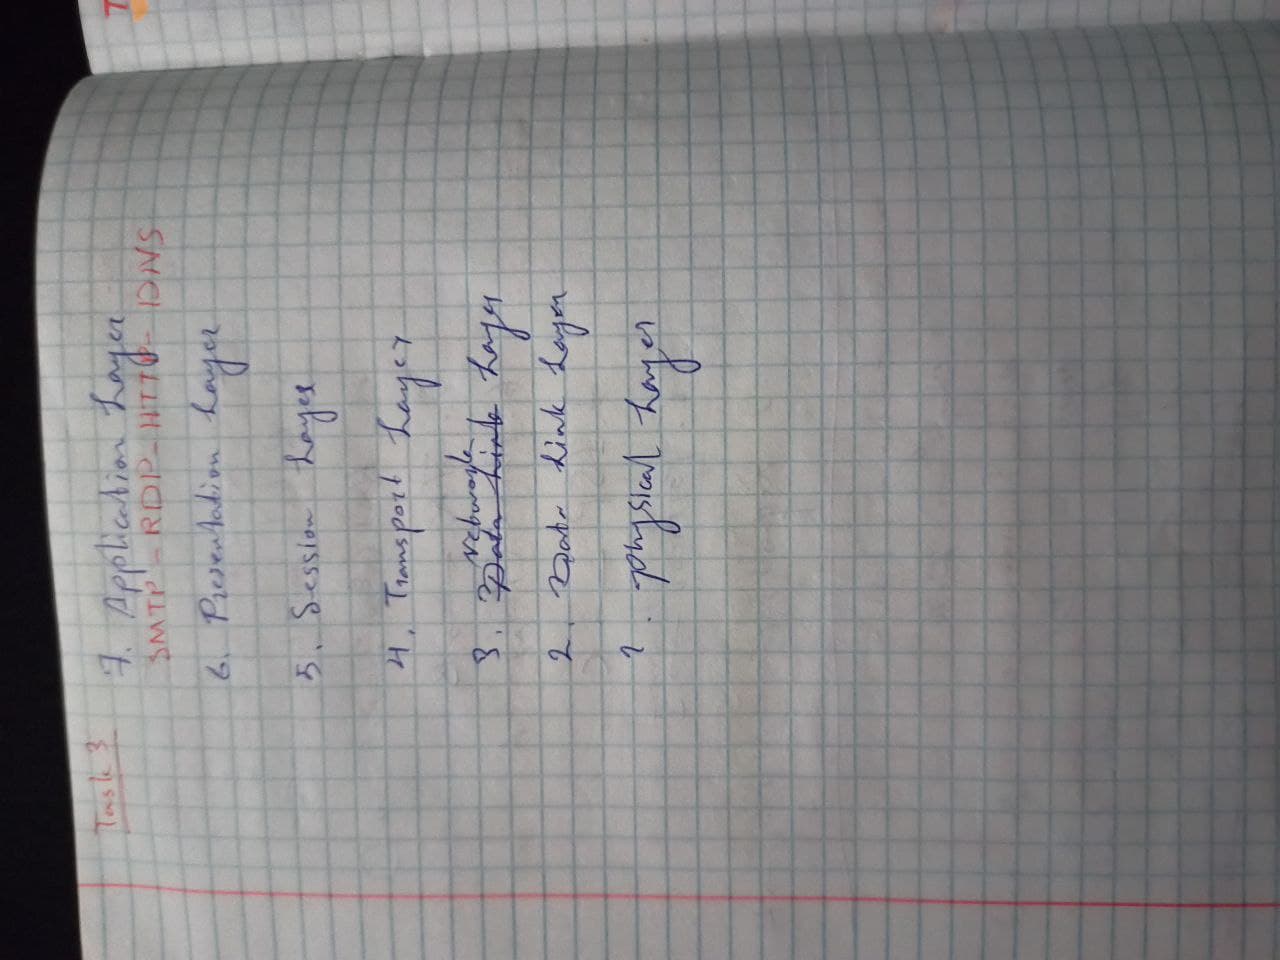 Task 3
7. Application Layer
SMTP - RDP - HTTP - DNS
6. Presentation Layer
5. Session Layer
4. Transport Layer
Network
3. Data Link Layer
2. Data Link Layer
1. Physical Layer
T